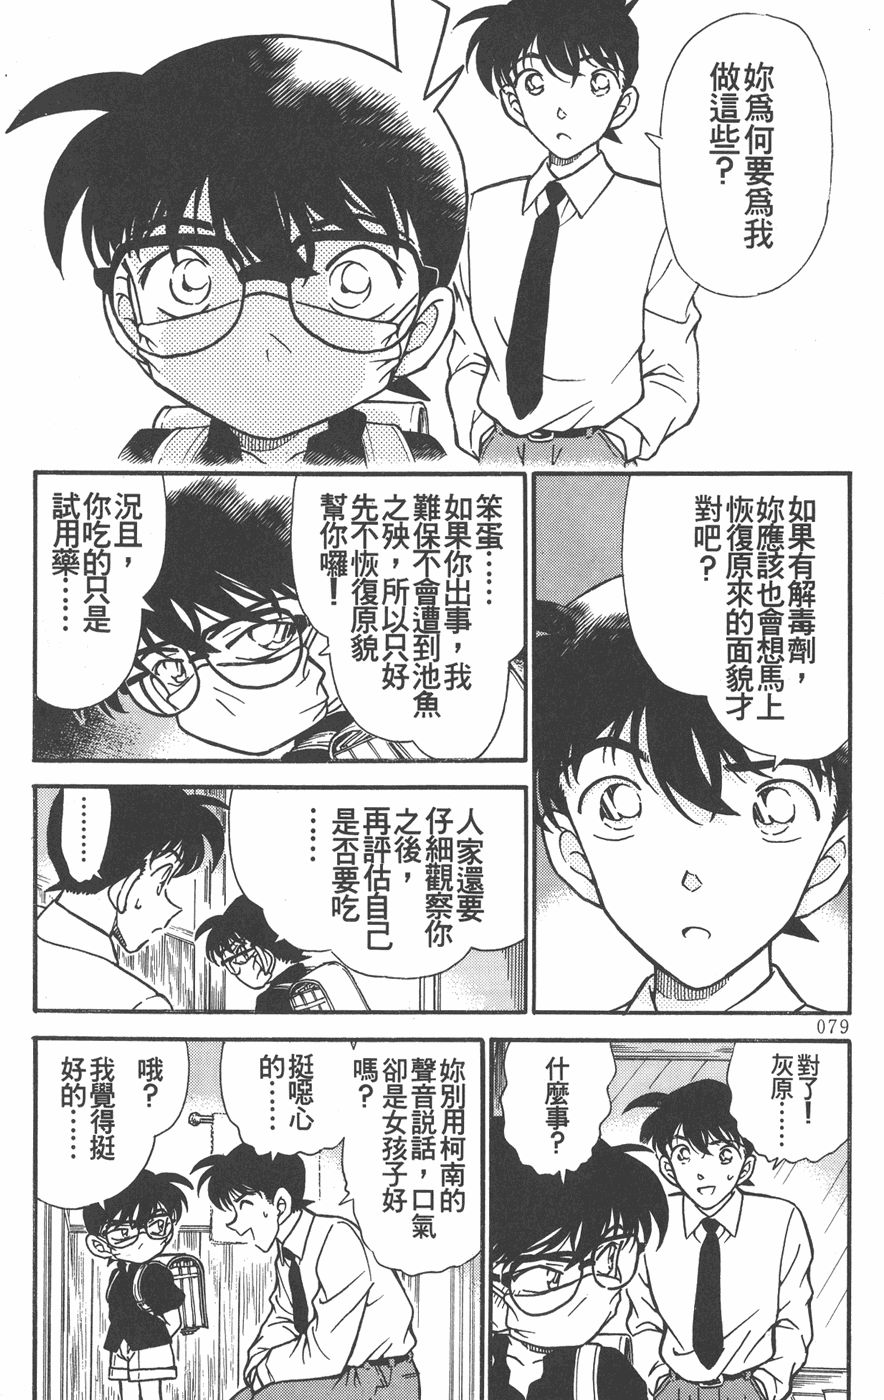 妳為何要為我
做這些？
如果有解毒劑，
妳應該也會想馬上
恢復原來的面貌才
對吧？
笨蛋……
如果你出事，我
難保不會遭到池魚
之殃，所以只好
先不恢復原貌
幫你囉！
況且，
你吃的只是
試用藥……
人家還要
仔細觀察你
之後，
再評估自己
是否要吃
……
………
079
對了！
灰原……
什麼事？
妳別用柯南的
聲音說話，口氣
卻是女孩子好
嗎？
挺噁心
的……
哦？
我覺得挺
好的……